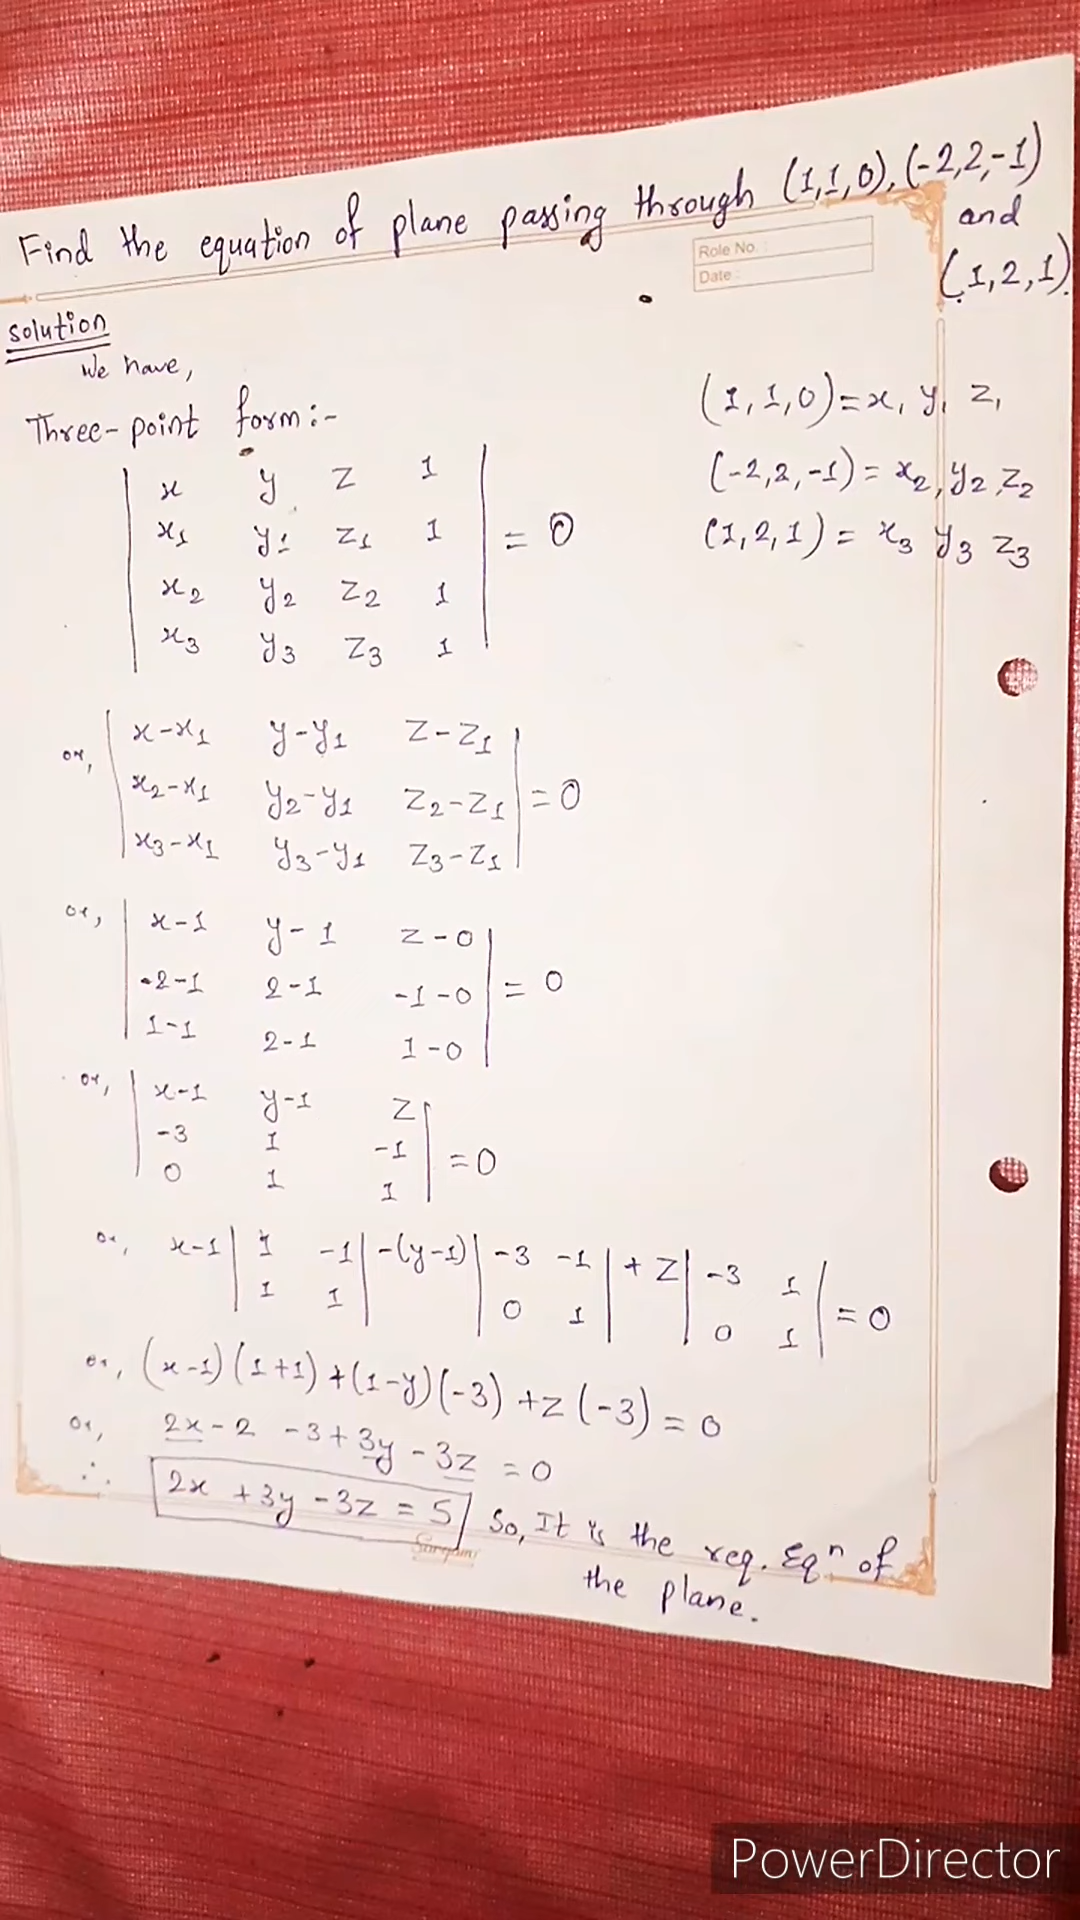 Find the equation of plane passing through (1,1,0), (-2,2,-1)
and
(1,2,1).
Role No. :
Date :
solution
We have,
Three-point form:-
(1,1,0)=x₁ y₁ z₁
(-2,2,-1)= x₂,y₂,z₂
(1,2,1) = x₃ y₃ z₃
| x y z 1 |
| x₁ y₁ z₁ 1 | = 0
| x₂ y₂ z₂ 1 |
| x₃ y₃ z₃ 1 |
or, | x-x₁ y-y₁ z-z₁ |
| x₂-x₁ y₂-y₁ z₂-z₁ | = 0
| x₃-x₁ y₃-y₁ z₃-z₁ |
or, | x-1 y-1 z-0 |
| -2-1 2-1 -1-0 | = 0
| 1-1 2-1 1-0 |
or, | x-1 y-1 z |
| -3 1 -1 | = 0
| 0 1 1 |
or, x-1 | 1 -1 | -(y-1) | -3 -1 | + z | -3 1 |
| 1 1 | | 0 1 | | 0 1 | = 0
or, (x-1)(1+1)+(1-y)(-3)+z(-3) = 0
or, 2x-2 -3+3y-3z = 0
∴ 2x +3y -3z = 5 So, It is the req. Eqⁿ of
the plane.
Sargam
PowerDirector